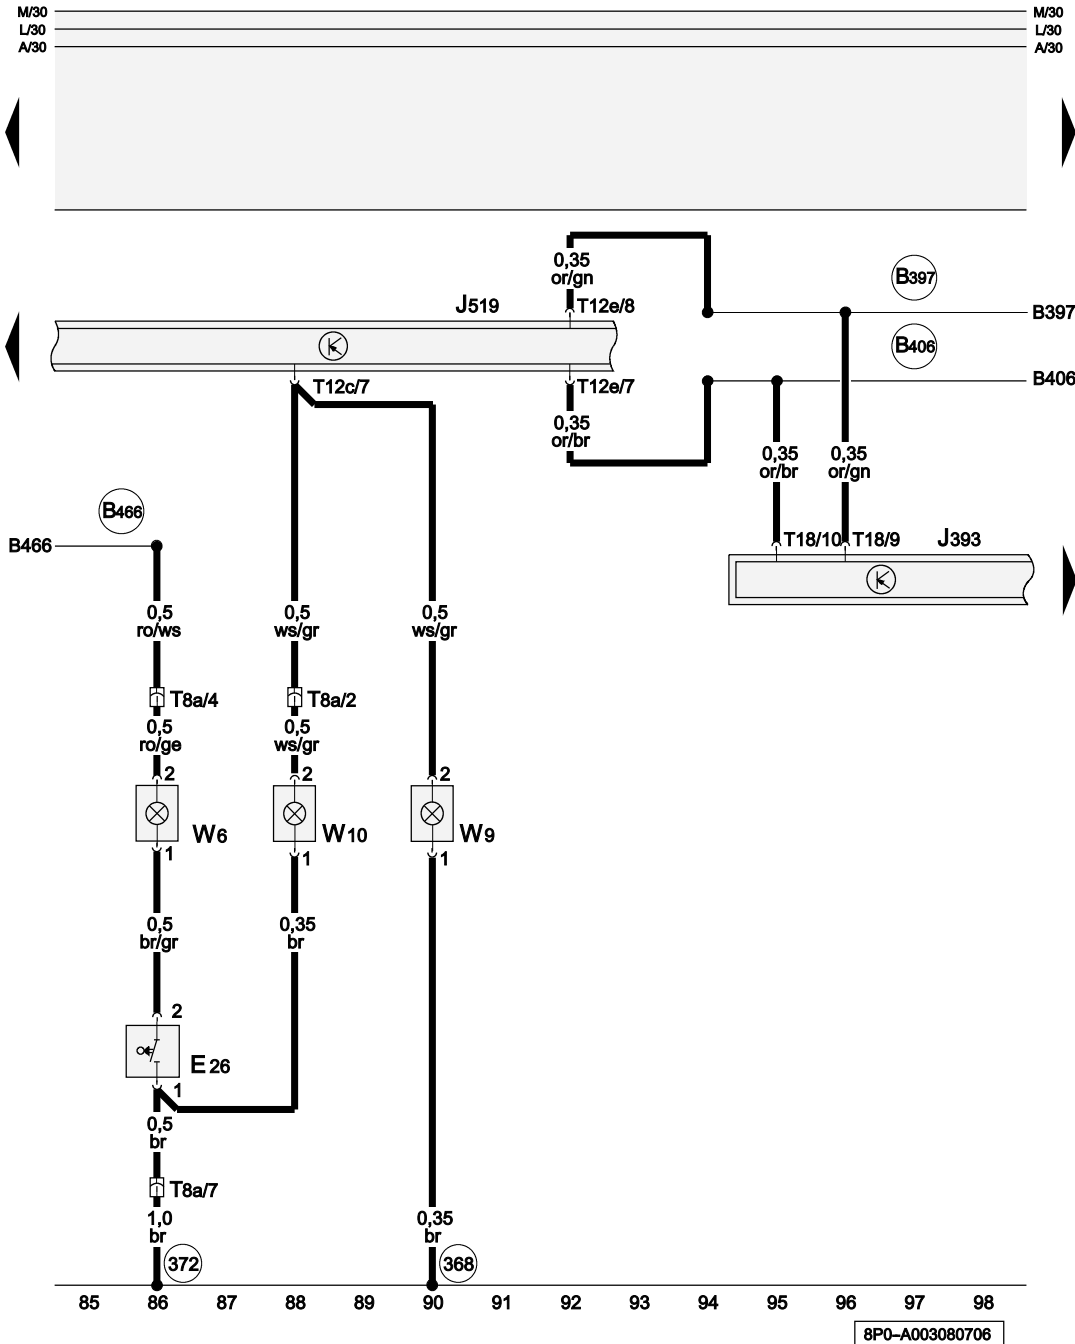 M/30 M/30
L/30 L/30
A/30 A/30
0,35
or/gn
B397
J519 T12e/8
B397
B406
T12c/7 T12e/7
B406
0,35
or/br
0,35 0,35
or/br or/gn
B466
B466
T18/10 T18/9 J393
0,5 0,5 0,5
ro/ws ws/gr ws/gr
T8a/4 T8a/2
0,5 0,5
ro/ge ws/gr
2 2 2
W6 W10 W9
1 1 1
0,5 0,35
br/gr br
2
E26
1
0,5
br
T8a/7
1,0 0,35
br br
372 368
85 86 87 88 89 90 91 92 93 94 95 96 97 98
8P0-A003080706